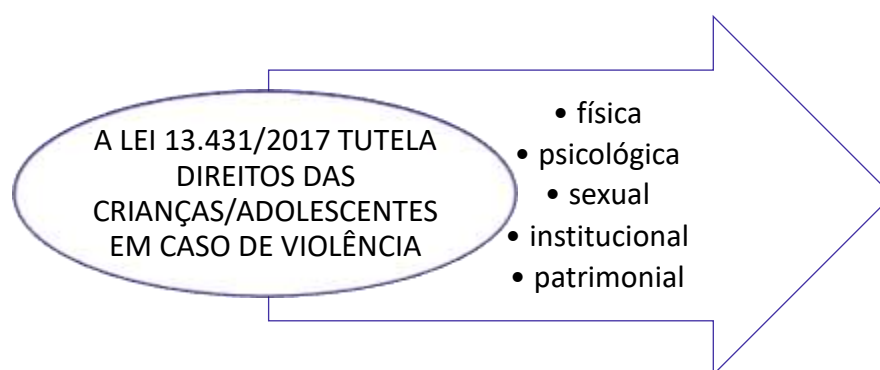 A LEI 13.431/2017 TUTELA
DIREITOS DAS
CRIANÇAS/ADOLESCENTES
EM CASO DE VIOLÊNCIA
• física
• psicológica
• sexual
• institucional
• patrimonial